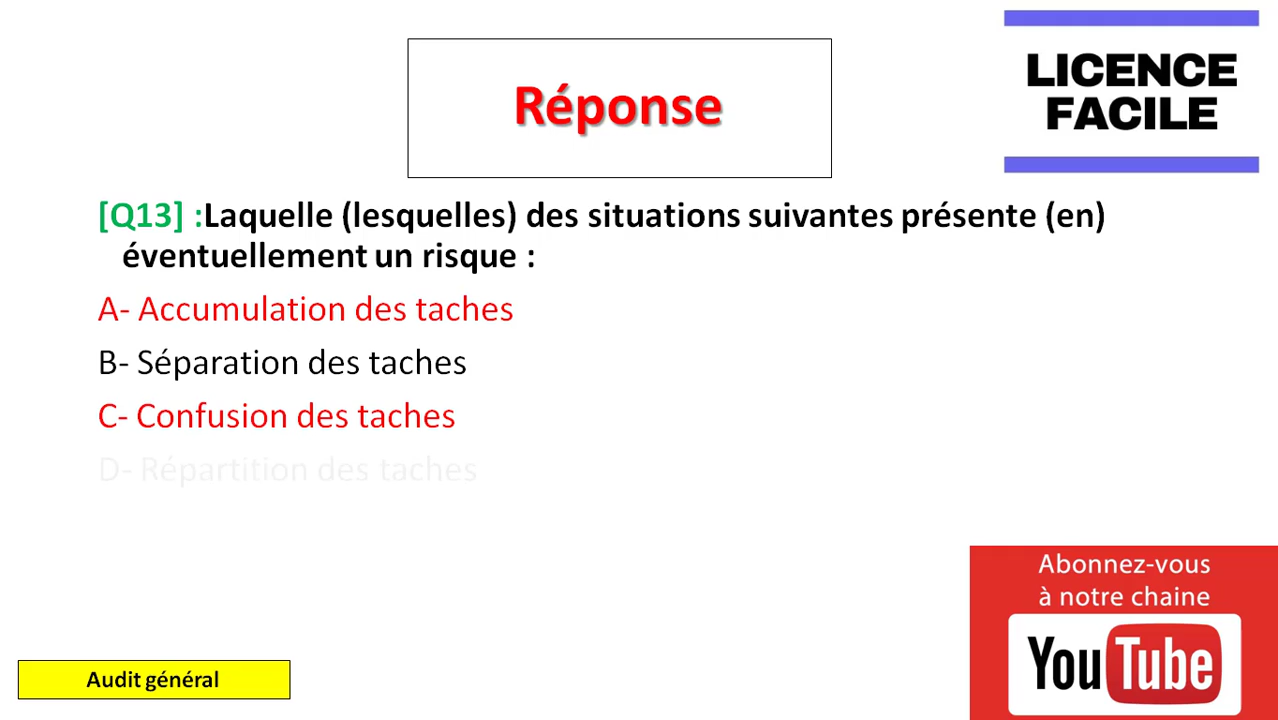 Réponse
LICENCE
FACILE
[Q13] :Laquelle (lesquelles) des situations suivantes présente (en)
éventuellement un risque :
A- Accumulation des taches
B- Séparation des taches
C- Confusion des taches
D- Répartition des taches
Abonnez-vous
à notre chaine
YouTube
Audit général